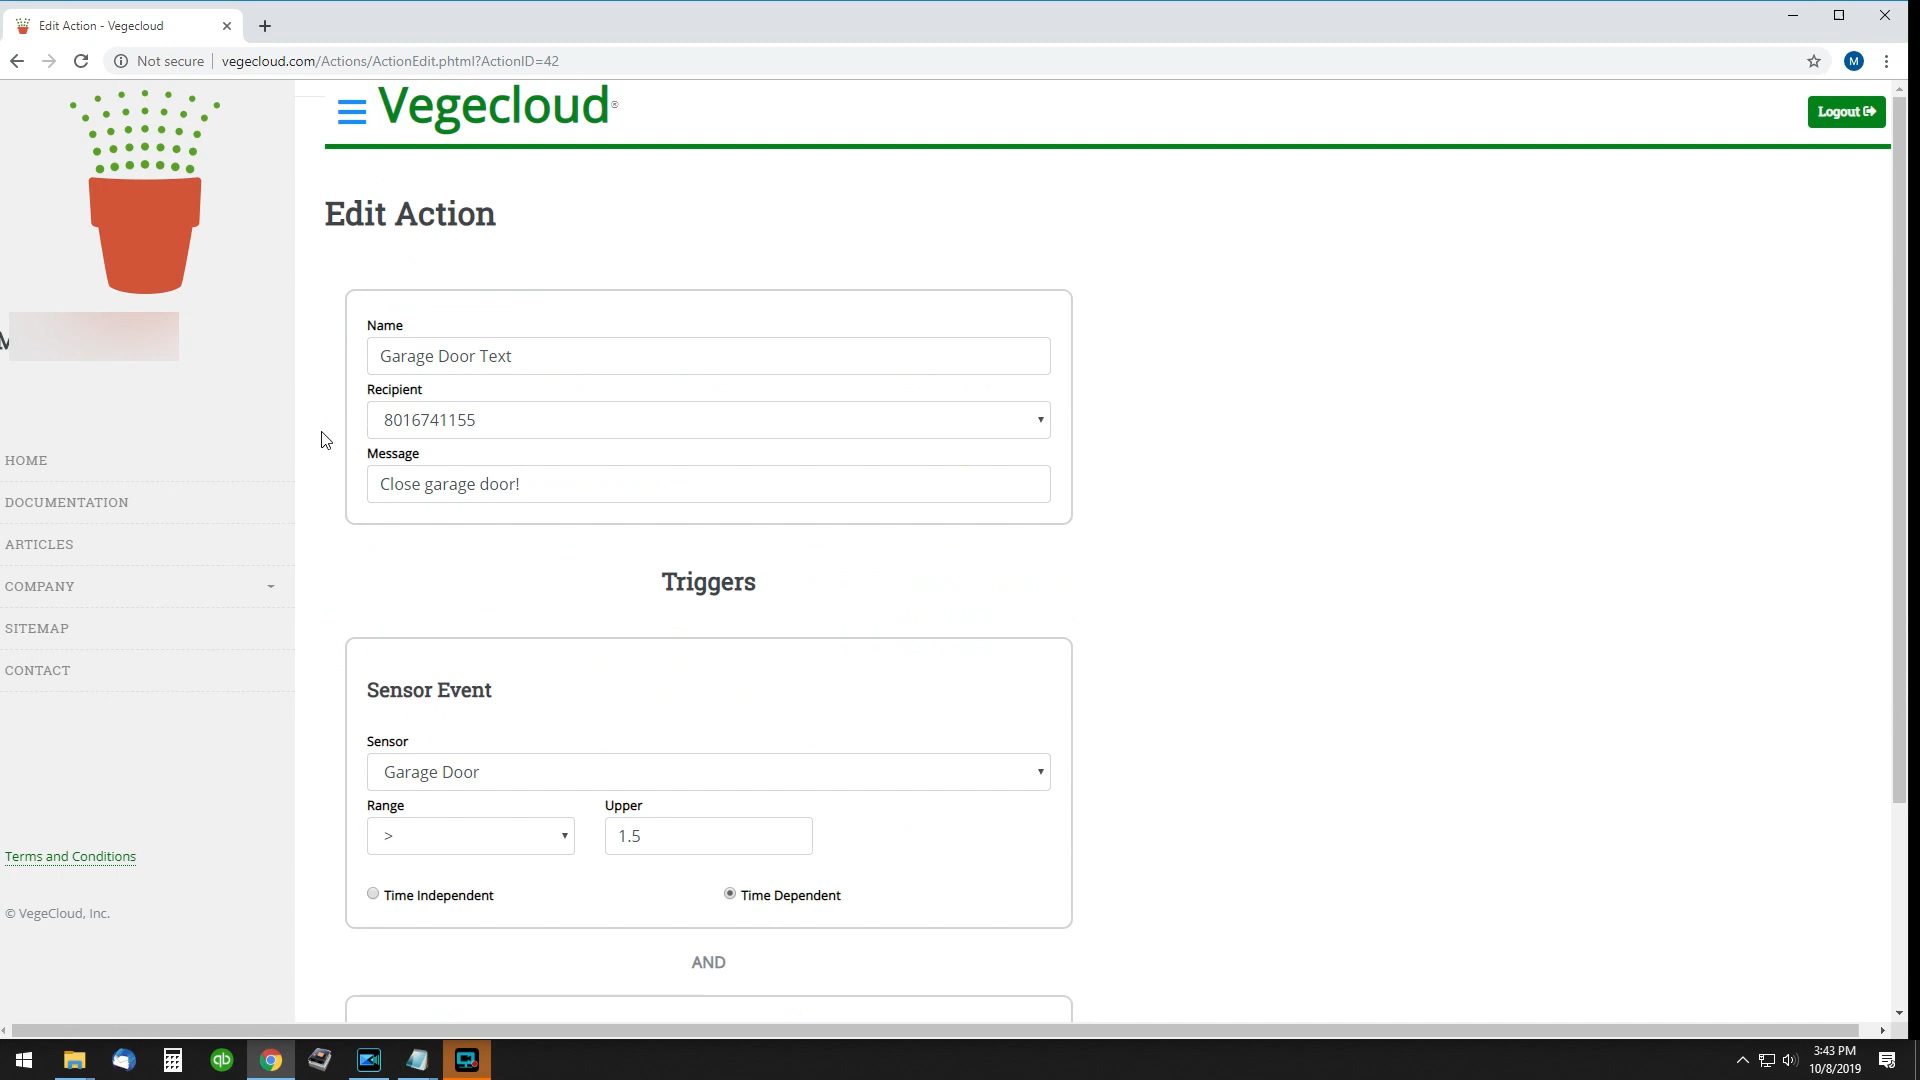 Edit Action - Vegecloud
Not secure | vegecloud.com/Actions/ActionEdit.phtml?ActionID=42
M
Vegecloud®
Logout
Edit Action
Name
Garage Door Text
Recipient
8016741155
Message
Close garage door!
HOME
DOCUMENTATION
ARTICLES
COMPANY
SITEMAP
CONTACT
Terms and Conditions
© VegeCloud, Inc.
Triggers
Sensor Event
Sensor
Garage Door
Range
Upper
>
1.5
Time Independent
Time Dependent
AND
qb
3:43 PM
10/8/2019